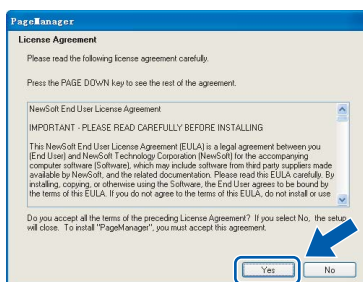 PageManager
License Agreement
Please read the following license agreement carefully.
Press the PAGE DOWN key to see the rest of the agreement.
NewSoft End User License Agreement
IMPORTANT - PLEASE READ CAREFULLY BEFORE INSTALLING
This NewSoft End User License Agreement (EULA) is a legal agreement between you
(End User) and NewSoft Technology Corporation (NewSoft) for the accompanying
computer software (Software), which may include software from third party suppliers made
available by NewSoft, and the related documentation. Please read this EULA carefully. By
installing, copying, or otherwise using the Software, the End User agrees to be bound by
the terms of this EULA. If you do not agree to the terms of this EULA, do not install or use
Do you accept all the terms of the preceding License Agreement? If you select No, the setup
will close. To install "PageManager", you must accept this agreement.
Yes
No